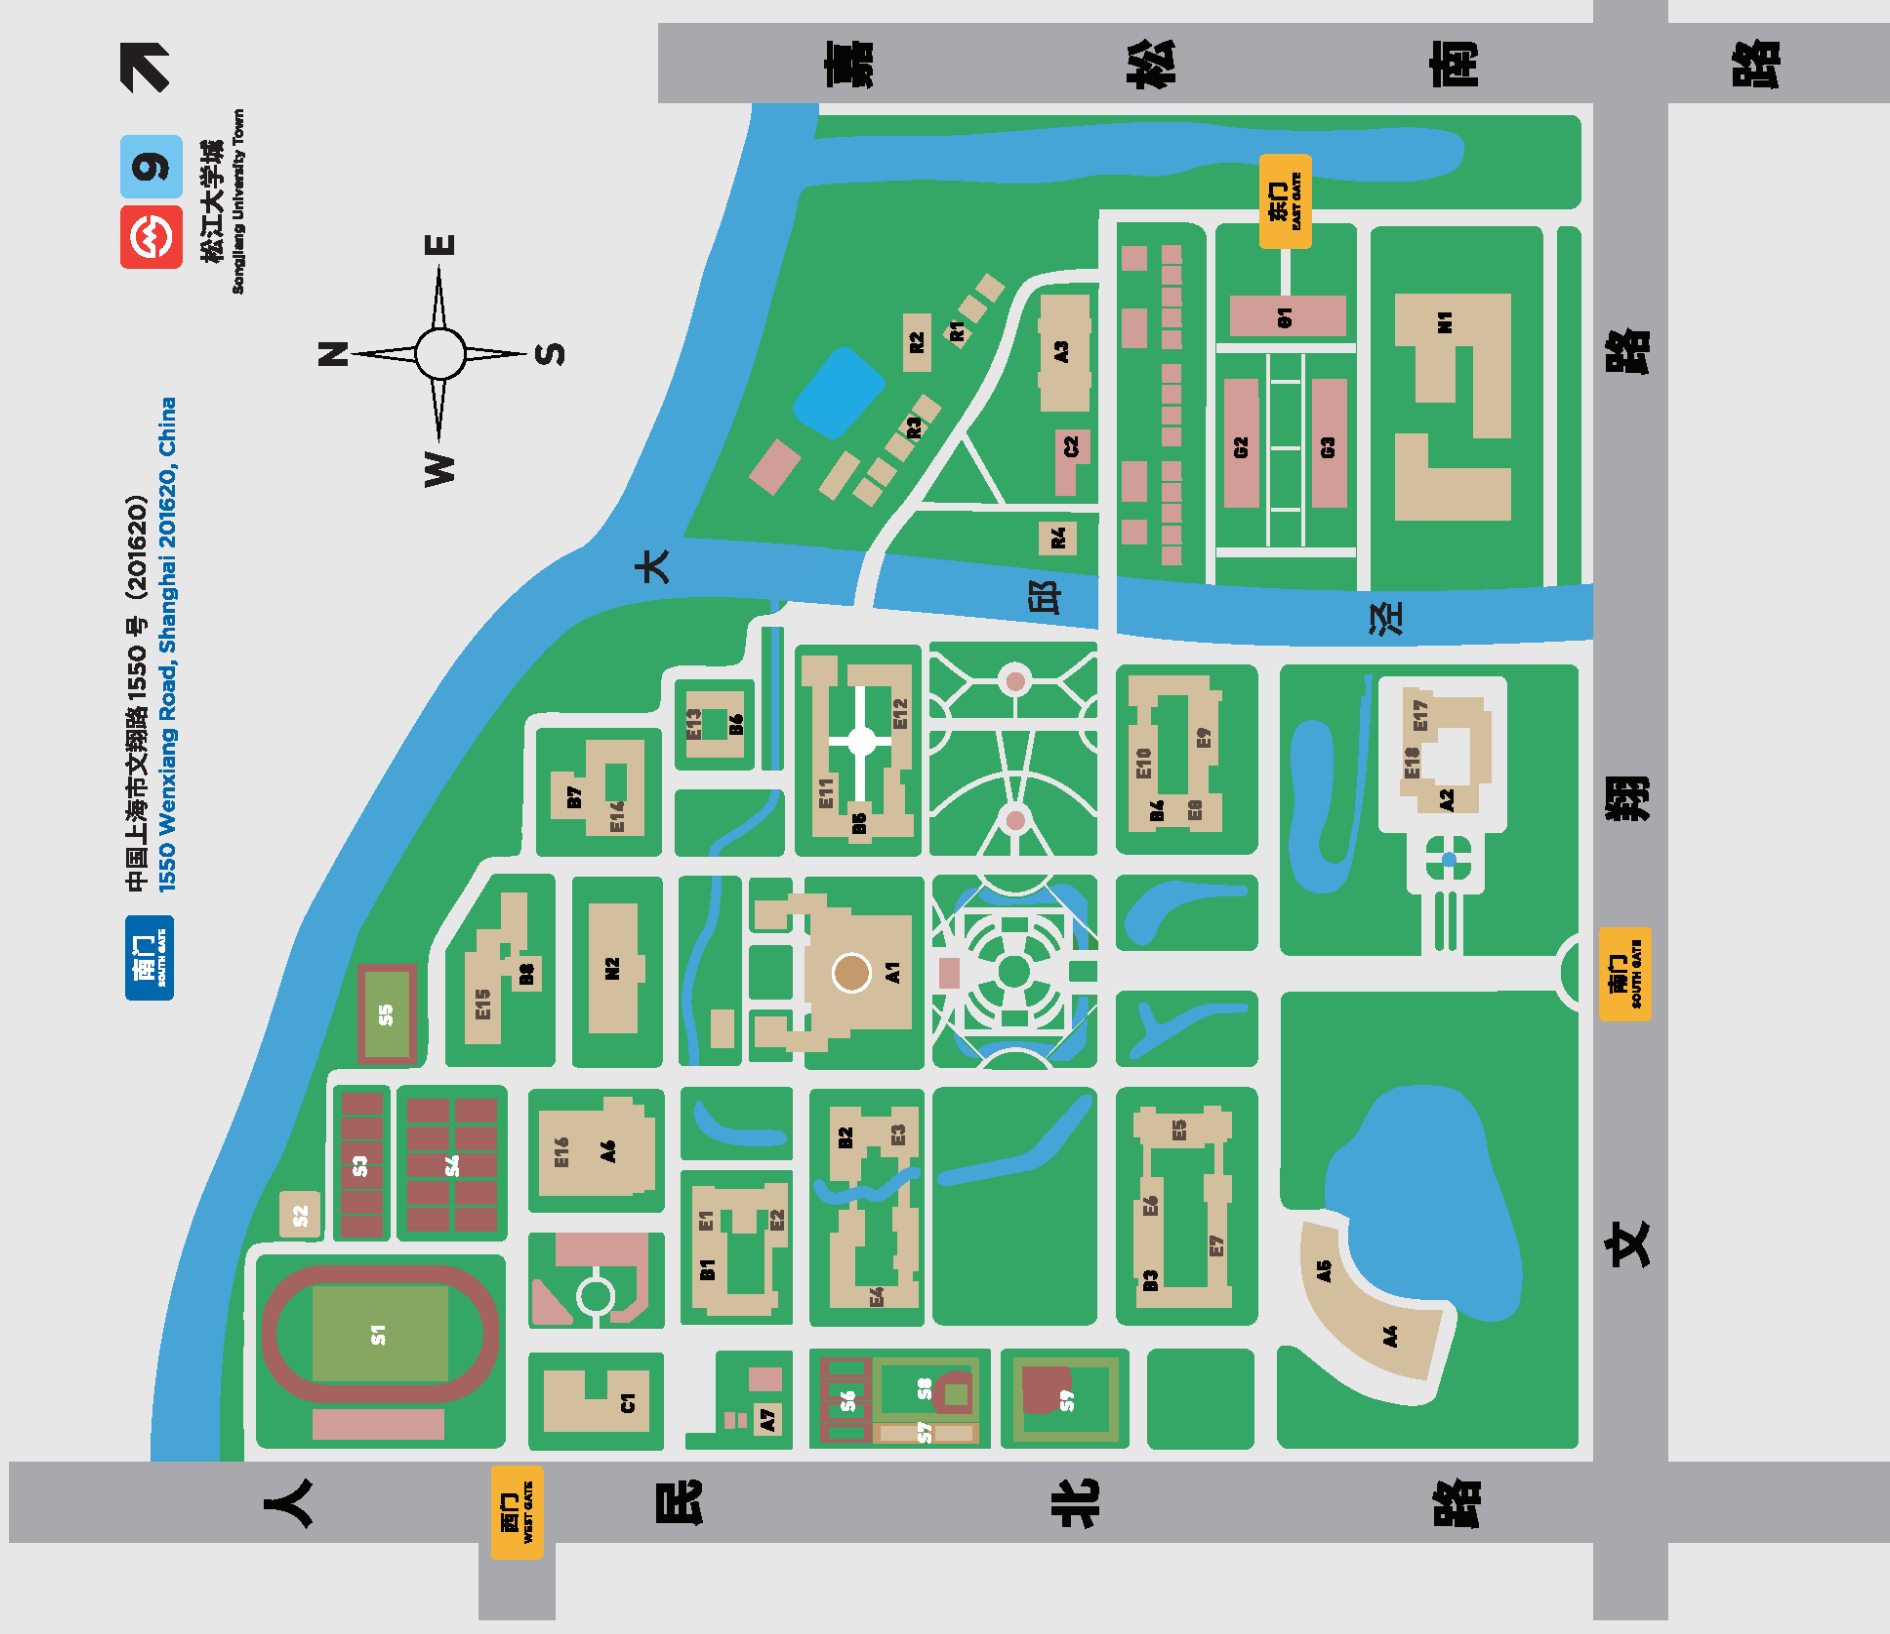 南门
SOUTH GATE
中国上海市文翔路 1550 号（201620）
1550 Wenxiang Road, Shanghai 201620, China
9
松江大学城
Songjiang University Town
N
E
S
W
嘉松南路
文翔路
人民北路
大邱泾
东门
EAST GATE
南门
SOUTH GATE
西门
WEST GATE
R1
R2
R3
R4
A3
C2
G1
G2
G3
N1
E13
B6
B7
E14
E11
E12
B5
E10
E9
B4
E8
E17
E18
A2
E15
B8
N2
A1
S5
S3
S4
S2
S1
E16
A6
B2
E3
E4
E1
E2
B1
E5
E6
E7
B3
A5
A4
C1
A7
S6
S8
S7
S9